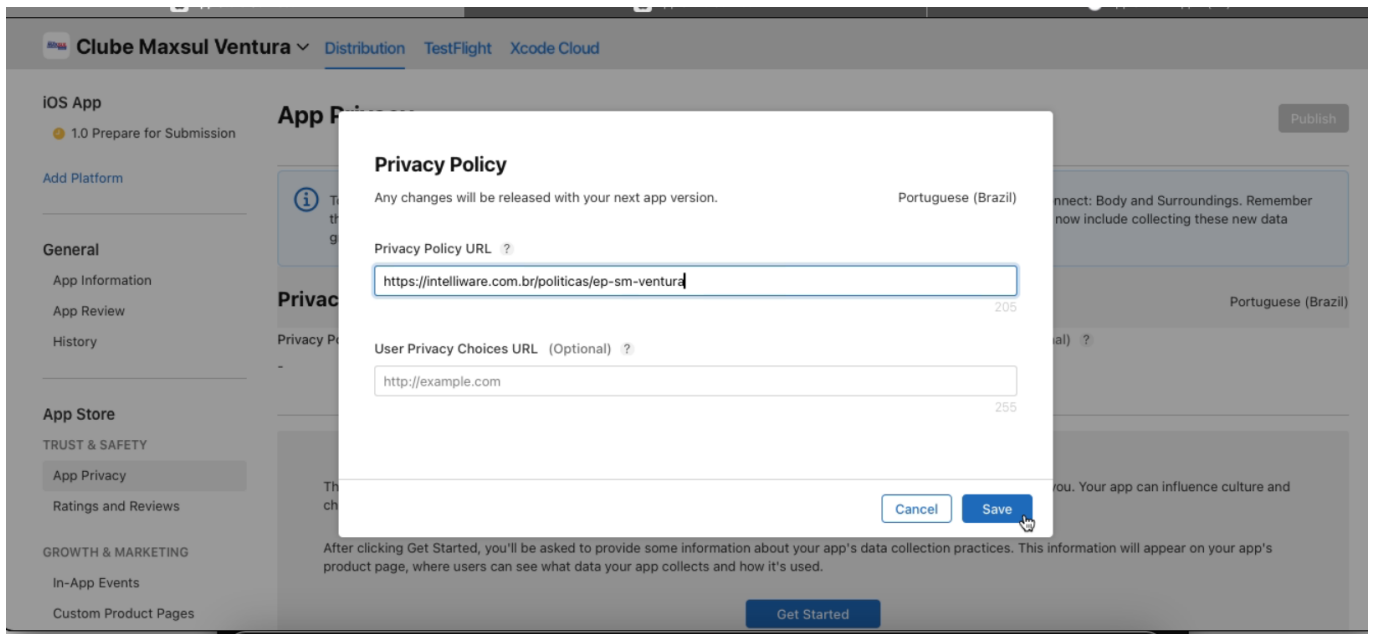 Clube Maxsul Ventura
Distribution
TestFlight
Xcode Cloud
iOS App
1.0 Prepare for Submission
Add Platform
General
App Information
App Review
History
App Store
TRUST & SAFETY
App Privacy
Ratings and Reviews
GROWTH & MARKETING
In-App Events
Custom Product Pages
App
Publish
nnect: Body and Surroundings. Remember
now include collecting these new data
Privac
Portuguese (Brazil)
Privacy Po
al) ?
-
Privacy Policy
Any changes will be released with your next app version.
Portuguese (Brazil)
Privacy Policy URL ?
https://intelliware.com.br/politicas/ep-sm-ventura
205
User Privacy Choices URL (Optional) ?
http://example.com
255
Cancel
Save
Th
you. Your app can influence culture and
ch
After clicking Get Started, you'll be asked to provide some information about your app's data collection practices. This information will appear on your app's
product page, where users can see what data your app collects and how it's used.
Get Started